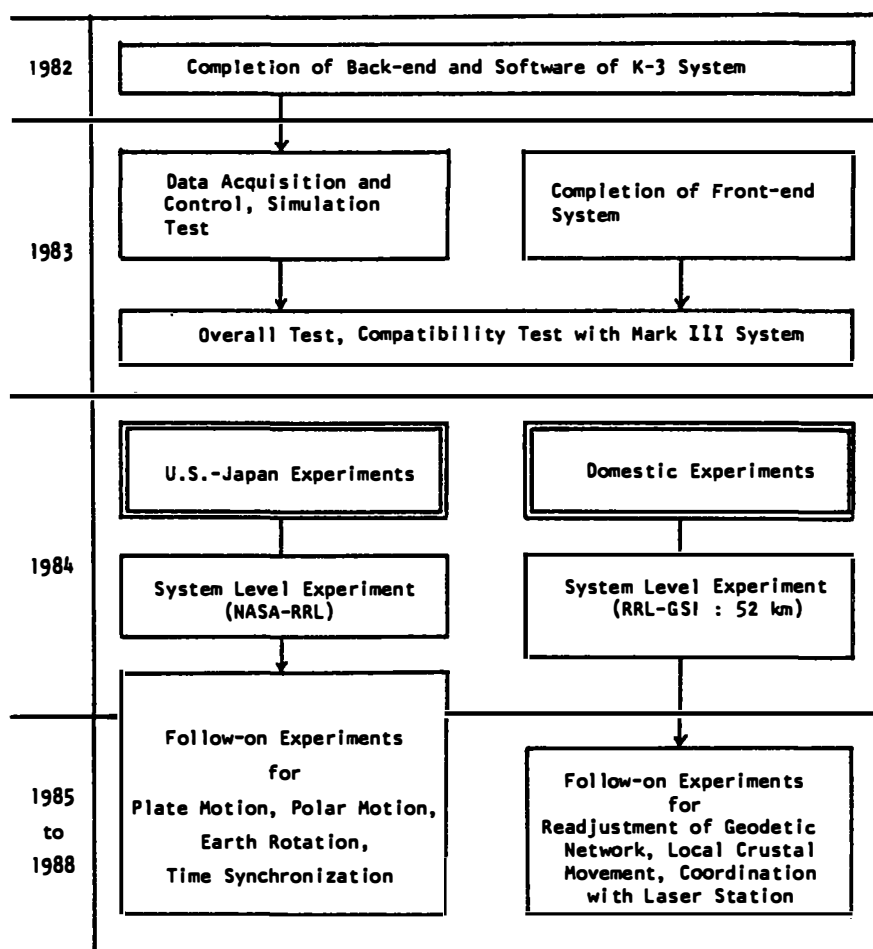 1982
Completion of Back-end and Software of K-3 System
1983
Data Acquisition and
Control, Simulation
Test
Completion of Front-end
System
Overall Test, Compatibility Test with Mark III System
1984
U.S.-Japan Experiments
Domestic Experiments
System Level Experiment
(NASA-RRL)
System Level Experiment
(RRL-GSI : 52 km)
1985
to
1988
Follow-on Experiments
for
Plate Motion, Polar Motion,
Earth Rotation,
Time Synchronization
Follow-on Experiments
for
Readjustment of Geodetic
Network, Local Crustal
Movement, Coordination
with Laser Station